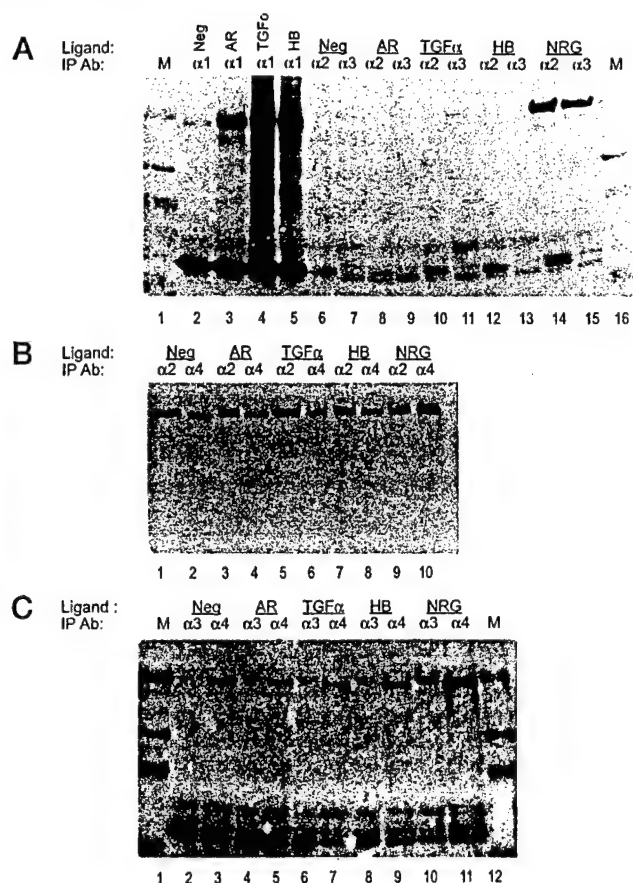 A
Ligand: Neg AR TGFα HB Neg AR TGFα HB NRG
IP Ab: M α1 α1 α1 α1 α2 α3 α2 α3 α2 α3 α2 α3 α2 α3 M
1 2 3 4 5 6 7 8 9 10 11 12 13 14 15 16
B
Ligand: Neg AR TGFα HB NRG
IP Ab: α2 α4 α2 α4 α2 α4 α2 α4 α2 α4
1 2 3 4 5 6 7 8 9 10
C
Ligand : Neg AR TGFα HB NRG
IP Ab: M α3 α4 α3 α4 α3 α4 α3 α4 α3 α4 M
1 2 3 4 5 6 7 8 9 10 11 12